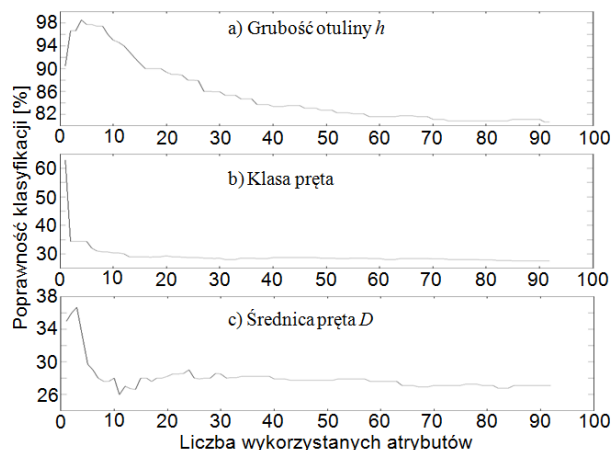 Poprawność klasyfikacji [%]
98
94
90
86
82
a) Grubość otuliny h
0 10 20 30 40 50 60 70 80 90 100
60
50
40
30
b) Klasa pręta
0 10 20 30 40 50 60 70 80 90 100
38
34
30
26
c) Średnica pręta D
0 10 20 30 40 50 60 70 80 90 100
Liczba wykorzystanych atrybutów